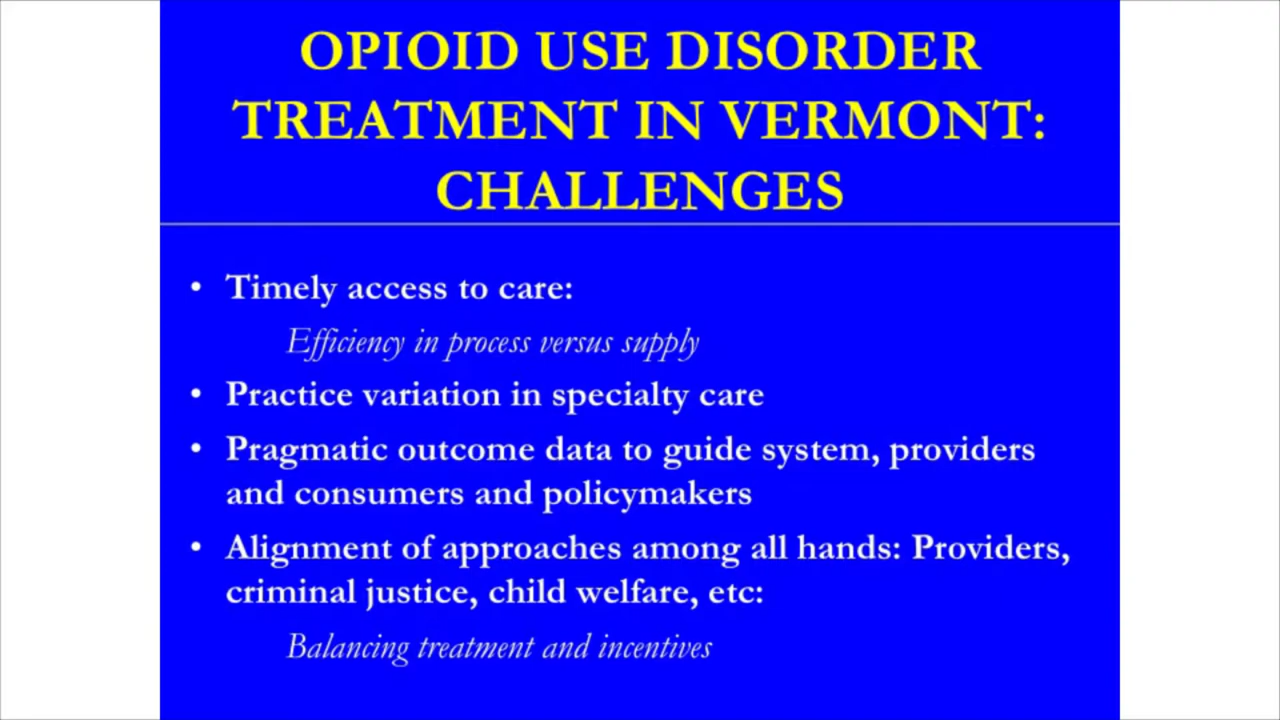 OPIOID USE DISORDER
TREATMENT IN VERMONT:
CHALLENGES
• Timely access to care:
Efficiency in process versus supply
• Practice variation in specialty care
• Pragmatic outcome data to guide system, providers
and consumers and policymakers
• Alignment of approaches among all hands: Providers,
criminal justice, child welfare, etc:
Balancing treatment and incentives